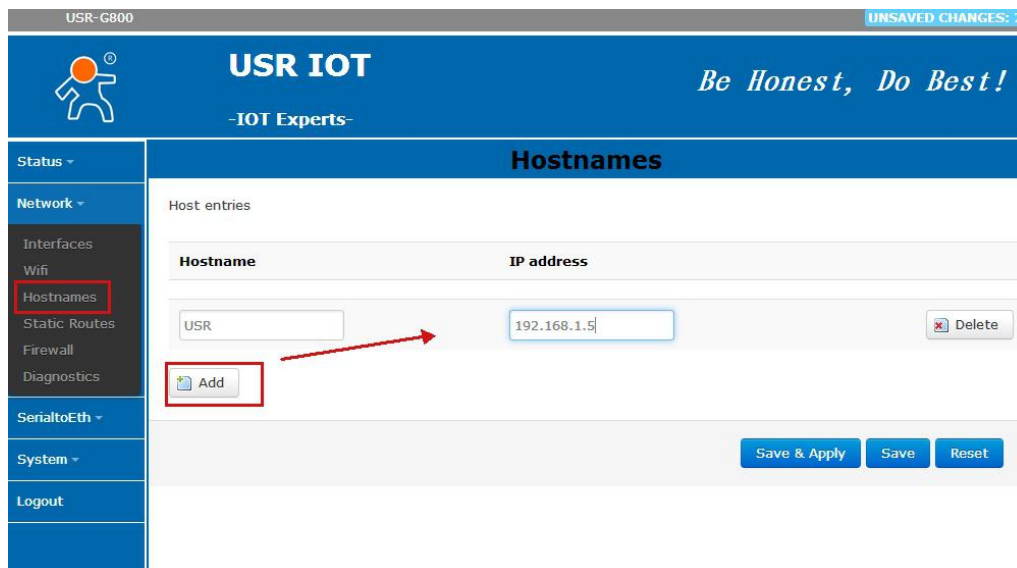 USR-G800
UNSAVED CHANGES:
®
USR IOT
-IOT Experts-
Be Honest, Do Best!
Status
Network
Interfaces
Wifi
Hostnames
Static Routes
Firewall
Diagnostics
SerialtoEth
System
Logout
Hostnames
Host entries
Hostname IP address
USR 192.168.1.5 Delete
Add
Save & Apply Save Reset